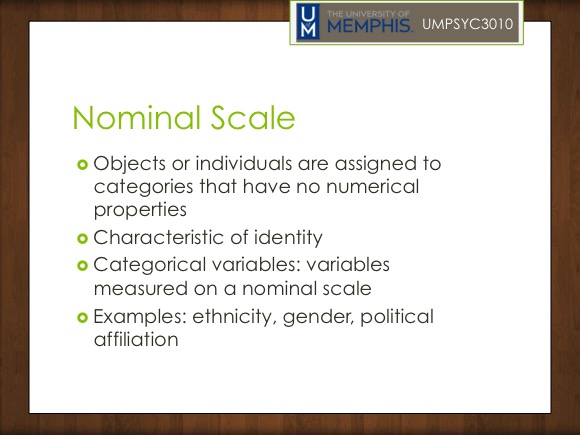 UM
THE UNIVERSITY OF
MEMPHIS.
UMPSYC3010
Nominal Scale
Objects or individuals are assigned to
categories that have no numerical
properties
Characteristic of identity
Categorical variables: variables
measured on a nominal scale
Examples: ethnicity, gender, political
affiliation